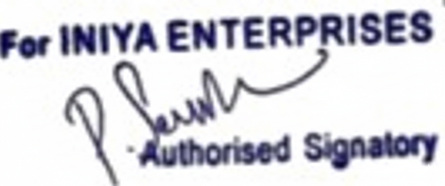 For INIYA ENTERPRISES
Authorised Signatory